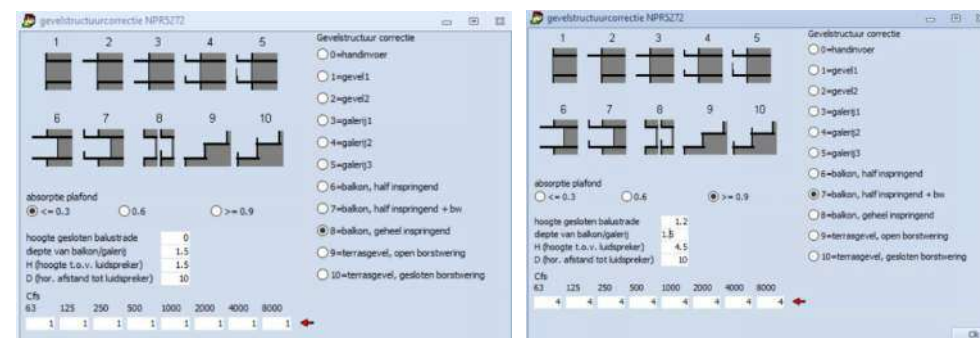 gevelstructuurcorrectie NPR5272
Gevelstructuur correctie
1 2 3 4 5
0=handinvoer
1=gevel1
2=gevel2
3=galerij1
6 7 8 9 10
4=galerij2
5=galerij3
6=balkon, half inspringend
absorptie plafond
<= 0.3 0.6 >= 0.9
7=balkon, half inspringend + bw
8=balkon, geheel inspringend
hoogte gesloten balustrade 0
diepte van balkon/galerij 1.5
9=terrasgevel, open borstwering
H (hoogte t.o.v. luidspreker) 1.5
D (hor. afstand tot luidspreker) 10
10=terrasgevel, gesloten borstwering
Cfs
63 125 250 500 1000 2000 4000 8000
1 1 1 1 1 1 1 1
gevelstructuurcorrectie NPR5272
Gevelstructuur correctie
1 2 3 4 5
0=handinvoer
1=gevel1
2=gevel2
3=galerij1
6 7 8 9 10
4=galerij2
5=galerij3
6=balkon, half inspringend
absorptie plafond
<= 0.3 0.6 >= 0.9
7=balkon, half inspringend + bw
8=balkon, geheel inspringend
hoogte gesloten balustrade 1.2
diepte van balkon/galerij 1.5
9=terrasgevel, open borstwering
H (hoogte t.o.v. luidspreker) 4.5
D (hor. afstand tot luidspreker) 10
10=terrasgevel, gesloten borstwering
Cfs
63 125 250 500 1000 2000 4000 8000
4 4 4 4 4 4 4 4
Ok